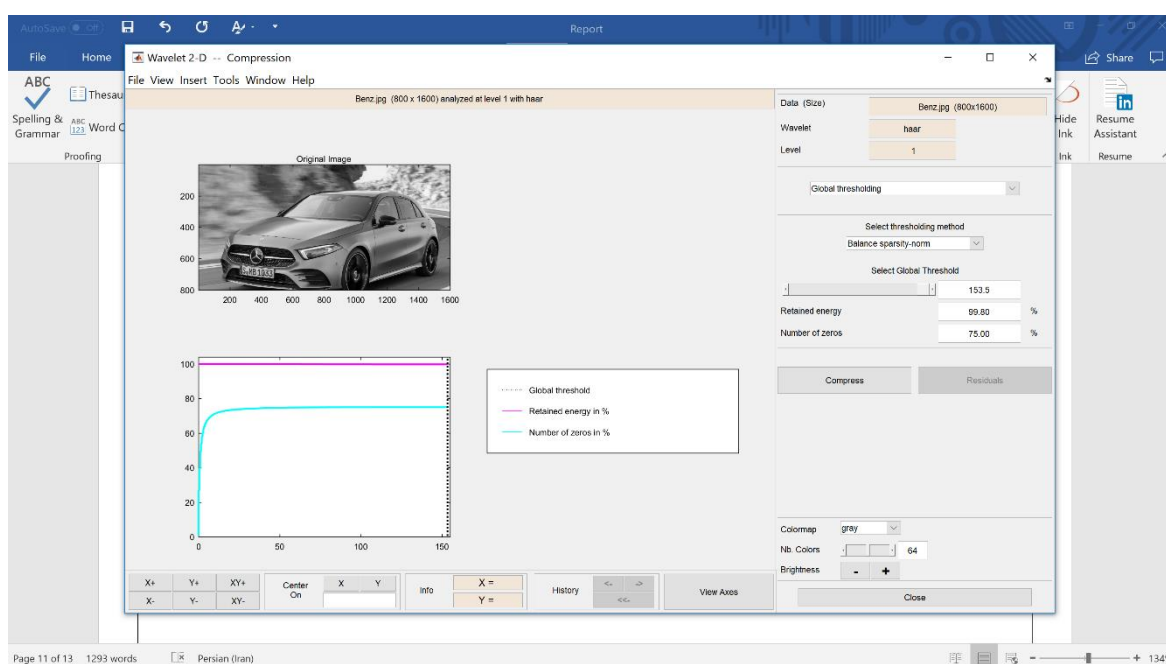 AutoSave Off
Report
File Home
Share
ABC
Spelling & Grammar
Thesau
ABC 123 Word C
Proofing
Hide Ink
Ink
Resume Assistant
Resume
Wavelet 2-D -- Compression
File View Insert Tools Window Help
Benz.jpg (800 x 1600) analyzed at level 1 with haar
Original Image
200
400
600
800
200 400 600 800 1000 1200 1400 1600
S:MB 1033
100
80
60
40
20
0
0 50 100 150
Global threshold
Retained energy in %
Number of zeros in %
Data (Size) Benz.jpg (800x1600)
Wavelet haar
Level 1
Global thresholding
Select thresholding method
Balance sparsity-norm
Select Global Threshold
153.5
Retained energy 99.80 %
Number of zeros 75.00 %
Compress Residuals
Colormap gray
Nb. Colors 64
Brightness - +
Close
X+ Y+ XY+
X- Y- XY-
Center On
X Y
Info
X =
Y =
History
<- ->
<<-
View Axes
Page 11 of 13 1293 words Persian (Iran)
- + 134%